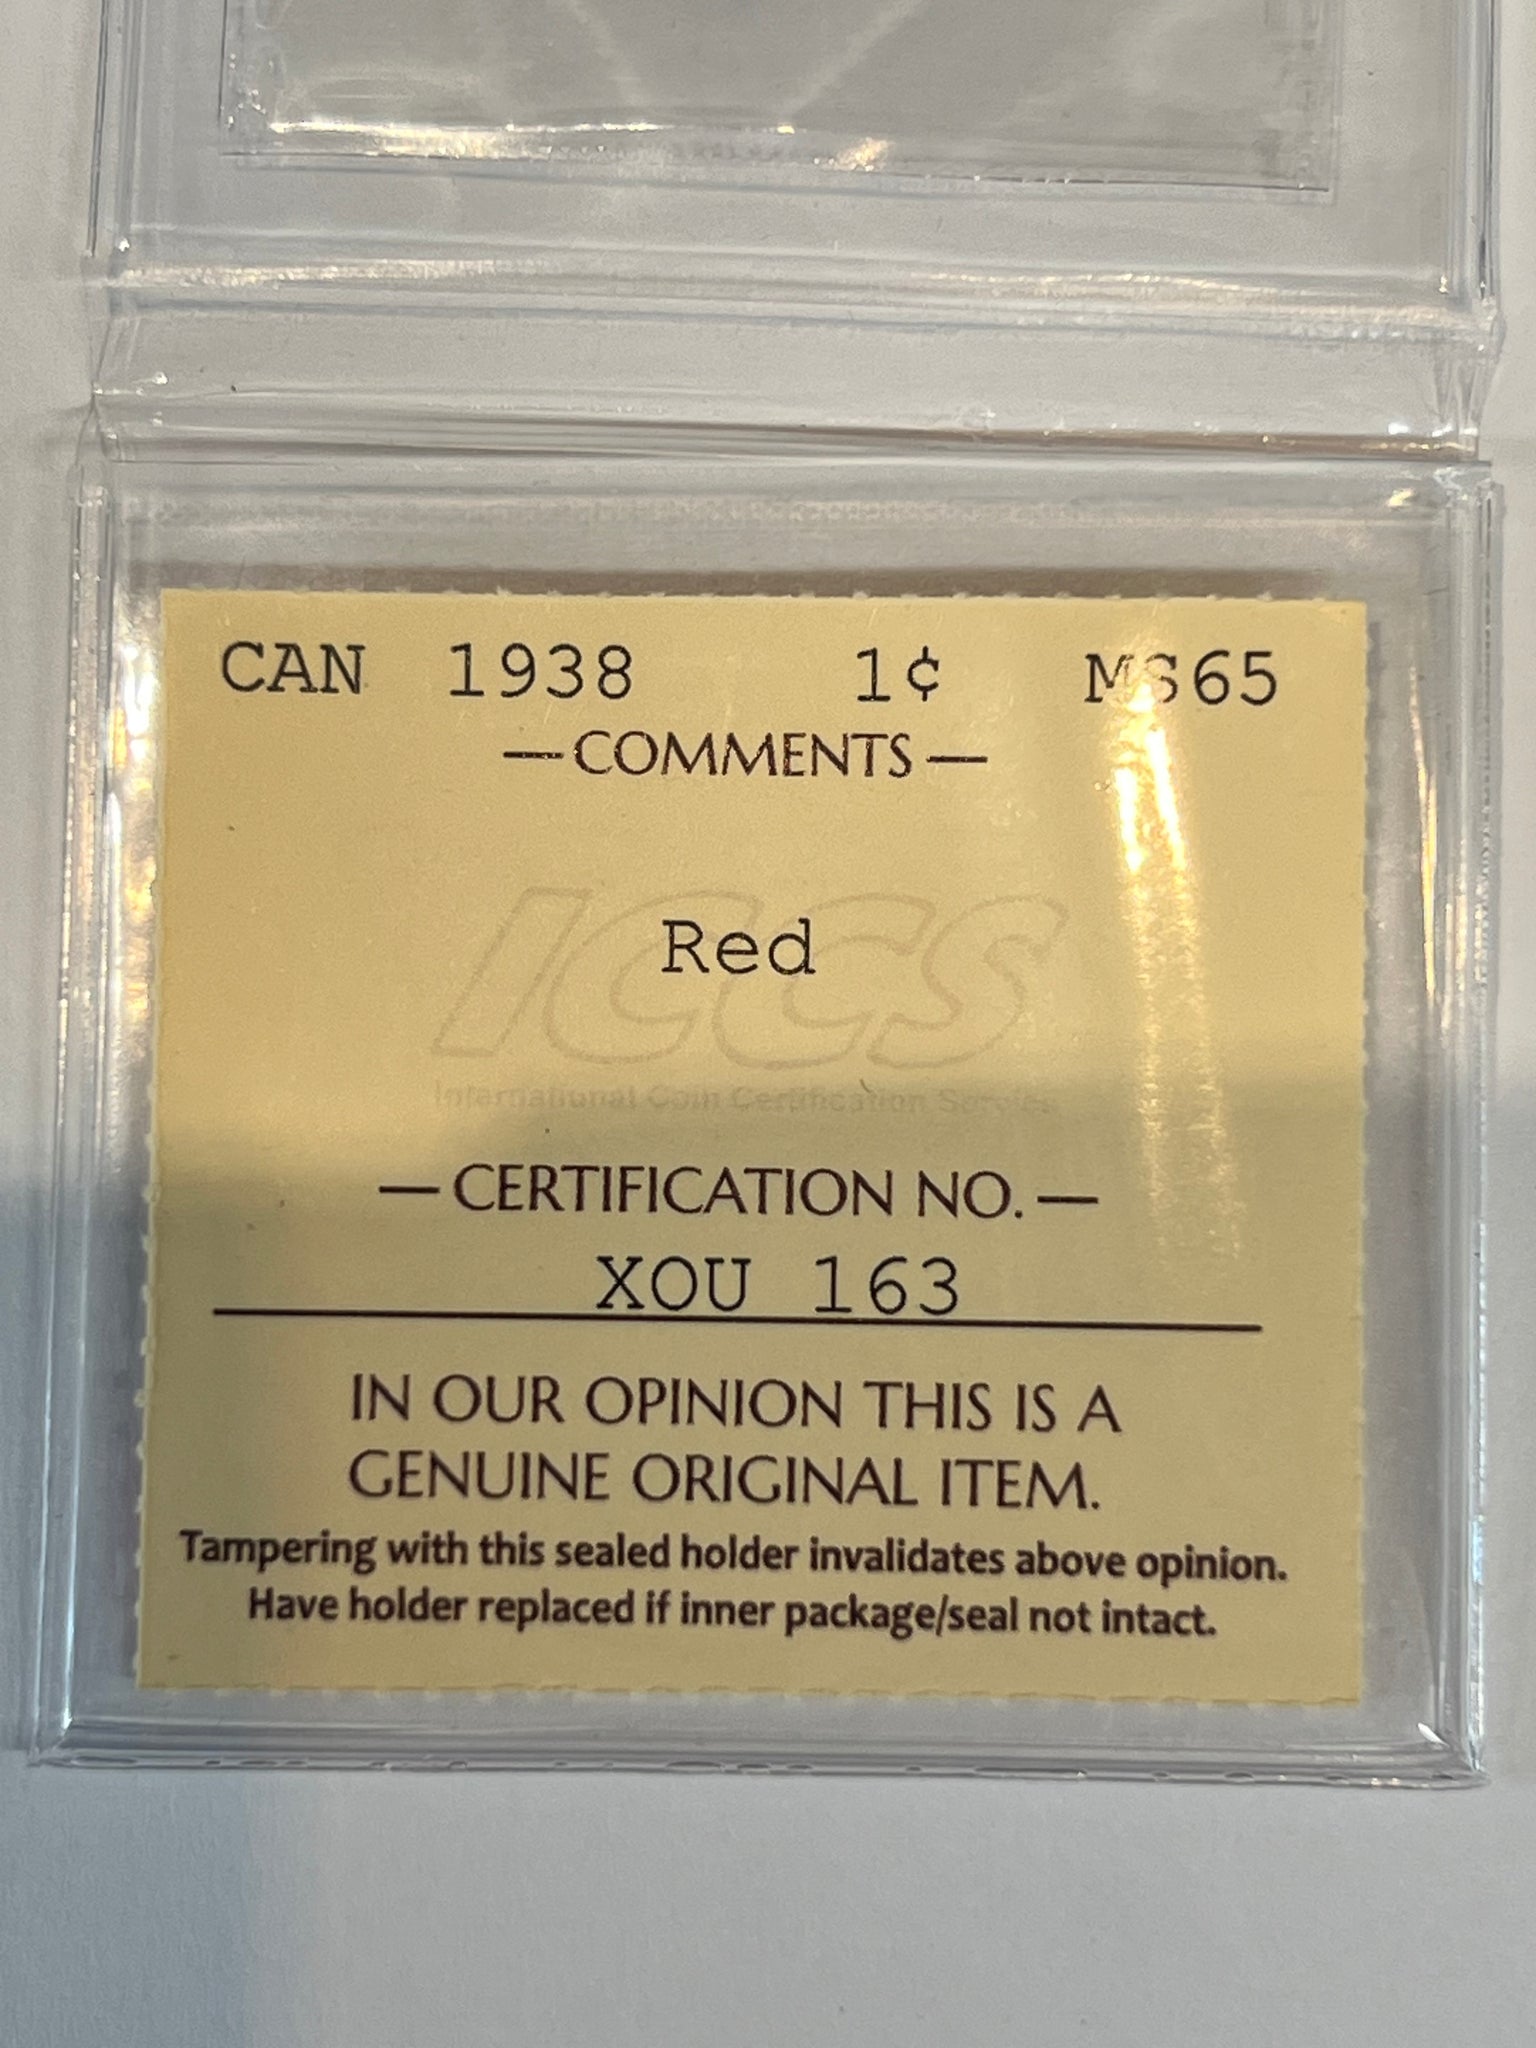 CAN 1938 1¢ MS65
—COMMENTS—
Red
ICCS
International Coin Certification Service
—CERTIFICATION NO.—
XOU 163
IN OUR OPINION THIS IS A
GENUINE ORIGINAL ITEM.
Tampering with this sealed holder invalidates above opinion.
Have holder replaced if inner package/seal not intact.